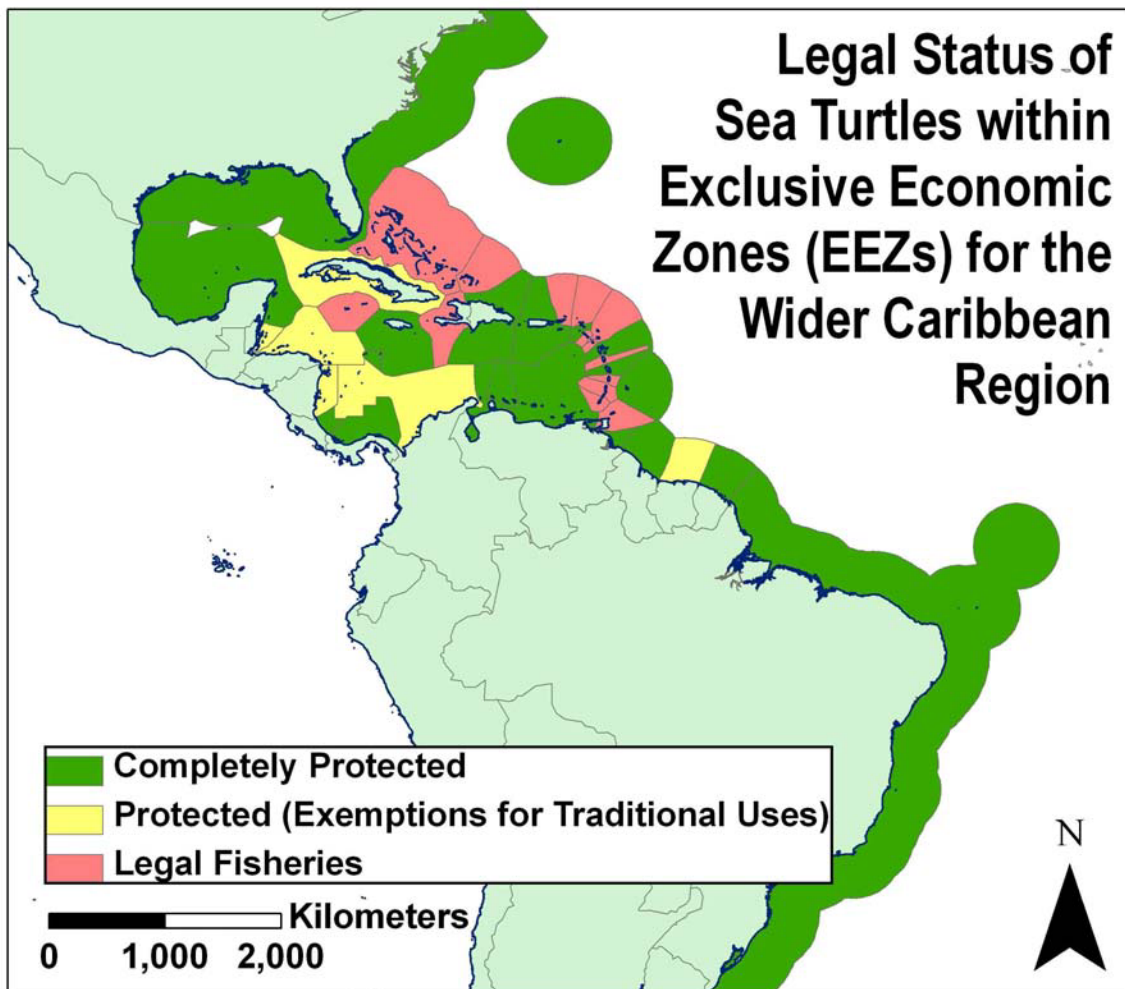 Legal Status of
Sea Turtles within
Exclusive Economic
Zones (EEZs) for the
Wider Caribbean
Region
Completely Protected
Protected (Exemptions for Traditional Uses)
Legal Fisheries
Kilometers
0 1,000 2,000
N